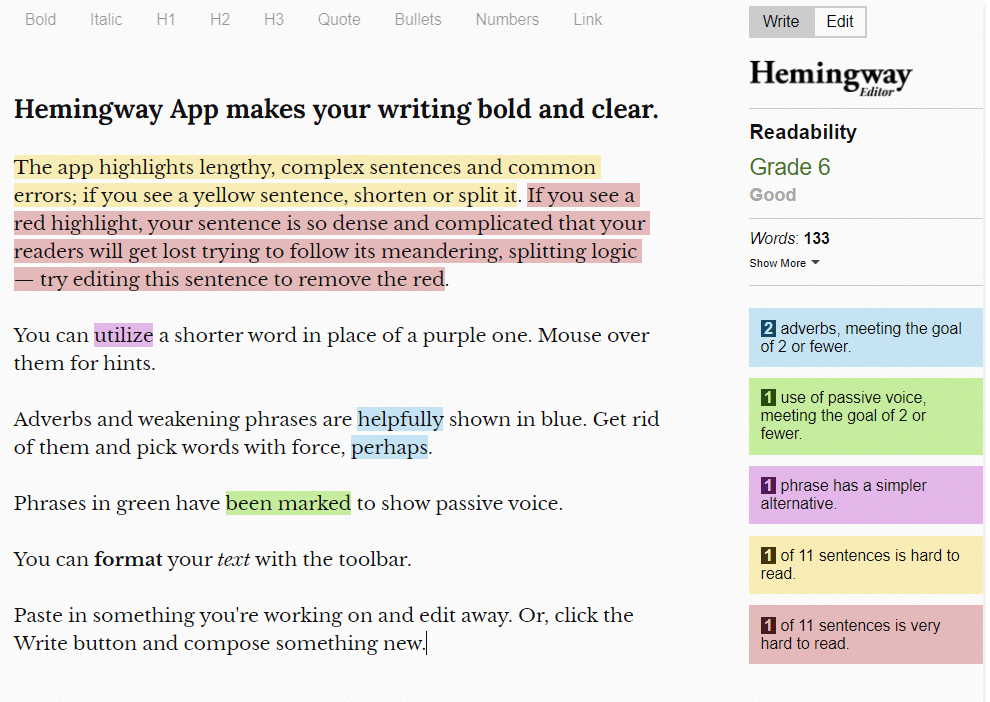 Bold Italic H1 H2 H3 Quote Bullets Numbers Link
Write Edit
Hemingway
Editor
Hemingway App makes your writing bold and clear.
The app highlights lengthy, complex sentences and common
errors; if you see a yellow sentence, shorten or split it. If you see a
red highlight, your sentence is so dense and complicated that your
readers will get lost trying to follow its meandering, splitting logic
— try editing this sentence to remove the red.
You can utilize a shorter word in place of a purple one. Mouse over
them for hints.
Adverbs and weakening phrases are helpfully shown in blue. Get rid
of them and pick words with force, perhaps.
Phrases in green have been marked to show passive voice.
You can format your text with the toolbar.
Paste in something you're working on and edit away. Or, click the
Write button and compose something new.
Readability
Grade 6
Good
Words: 133
Show More
2 adverbs, meeting the goal
of 2 or fewer.
1 use of passive voice,
meeting the goal of 2 or
fewer.
1 phrase has a simpler
alternative.
1 of 11 sentences is hard to
read.
1 of 11 sentences is very
hard to read.